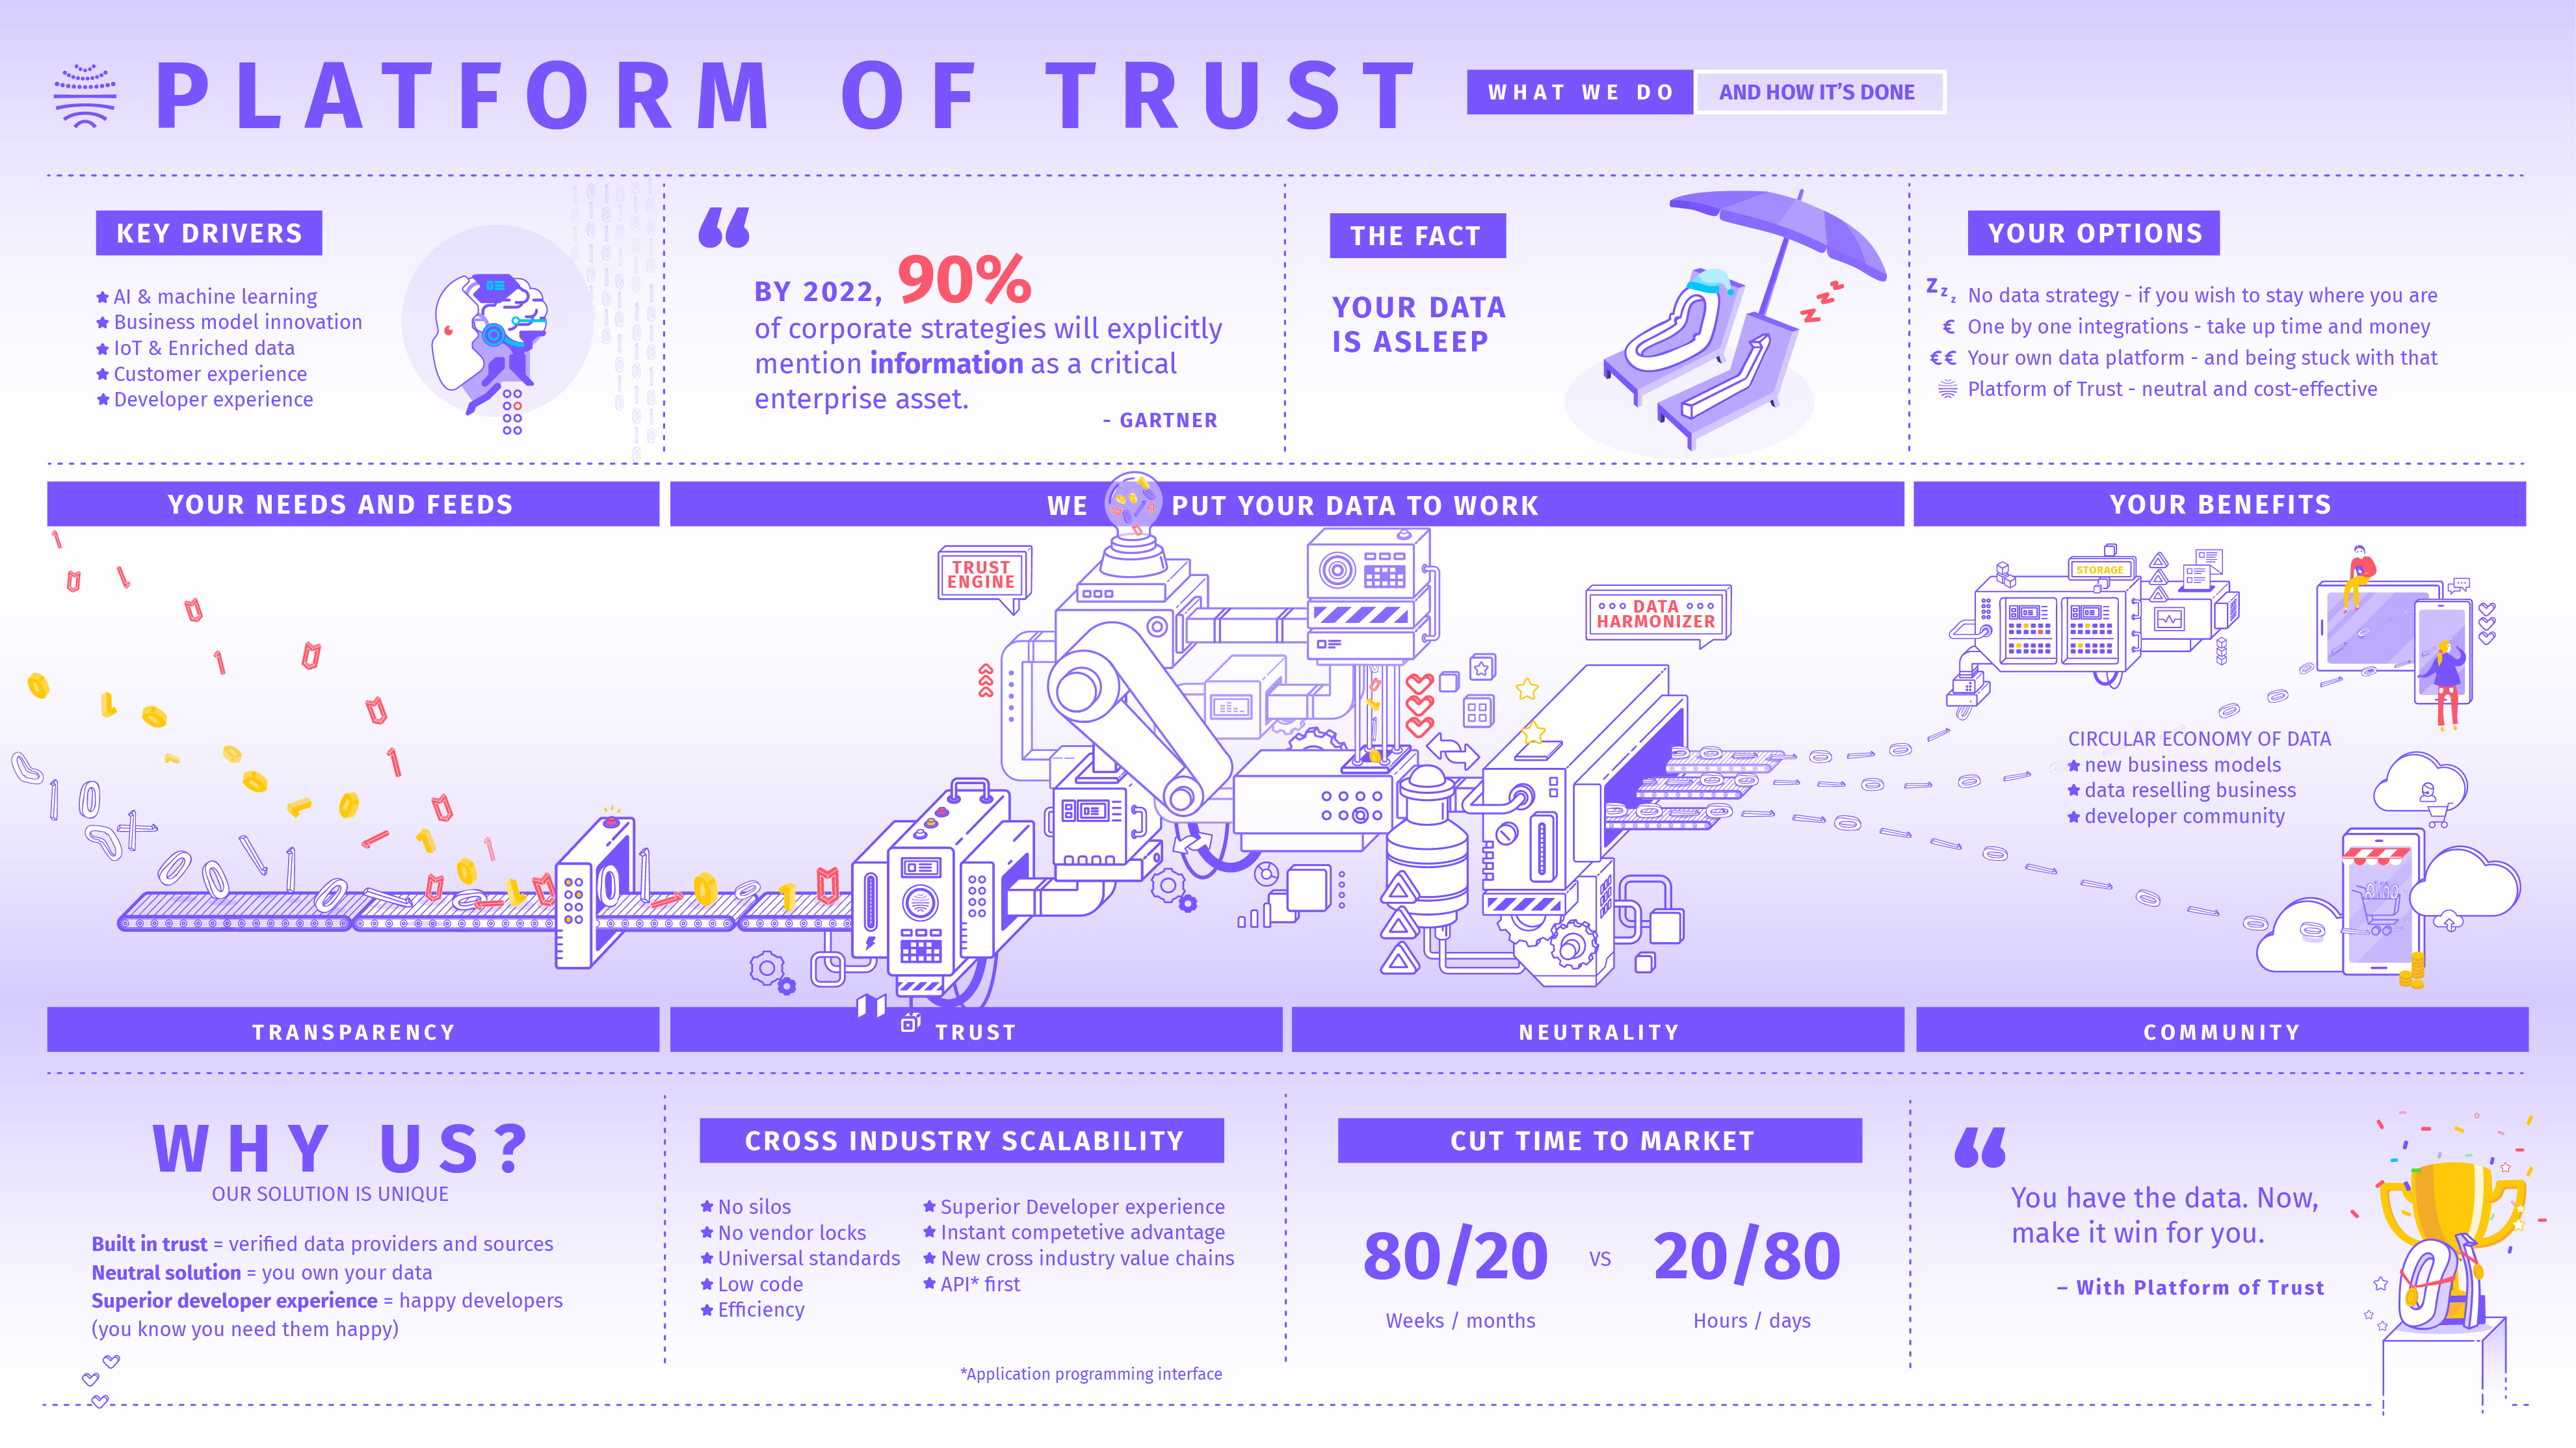 PLATFORM OF TRUST
WHAT WE DO
AND HOW IT'S DONE
KEY DRIVERS
AI & machine learning
Business model innovation
IoT & Enriched data
Customer experience
Developer experience
“
BY 2022, 90%
of corporate strategies will explicitly
mention information as a critical
enterprise asset.
- GARTNER
THE FACT
YOUR DATA
IS ASLEEP
z z z
YOUR OPTIONS
Z z z No data strategy - if you wish to stay where you are
€ One by one integrations - take up time and money
€€ Your own data platform - and being stuck with that
Platform of Trust - neutral and cost-effective
YOUR NEEDS AND FEEDS
WE PUT YOUR DATA TO WORK
YOUR BENEFITS
TRUST
ENGINE
DATA
HARMONIZER
STORAGE
CIRCULAR ECONOMY OF DATA
new business models
data reselling business
developer community
TRANSPARENCY
TRUST
NEUTRALITY
COMMUNITY
WHY US?
OUR SOLUTION IS UNIQUE
Built in trust = verified data providers and sources
Neutral solution = you own your data
Superior developer experience = happy developers
(you know you need them happy)
CROSS INDUSTRY SCALABILITY
No silos
No vendor locks
Universal standards
Low code
Efficiency
Superior Developer experience
Instant competetive advantage
New cross industry value chains
API* first
*Application programming interface
CUT TIME TO MARKET
80/20 VS 20/80
Weeks / months
Hours / days
“
You have the data. Now,
make it win for you.
– With Platform of Trust